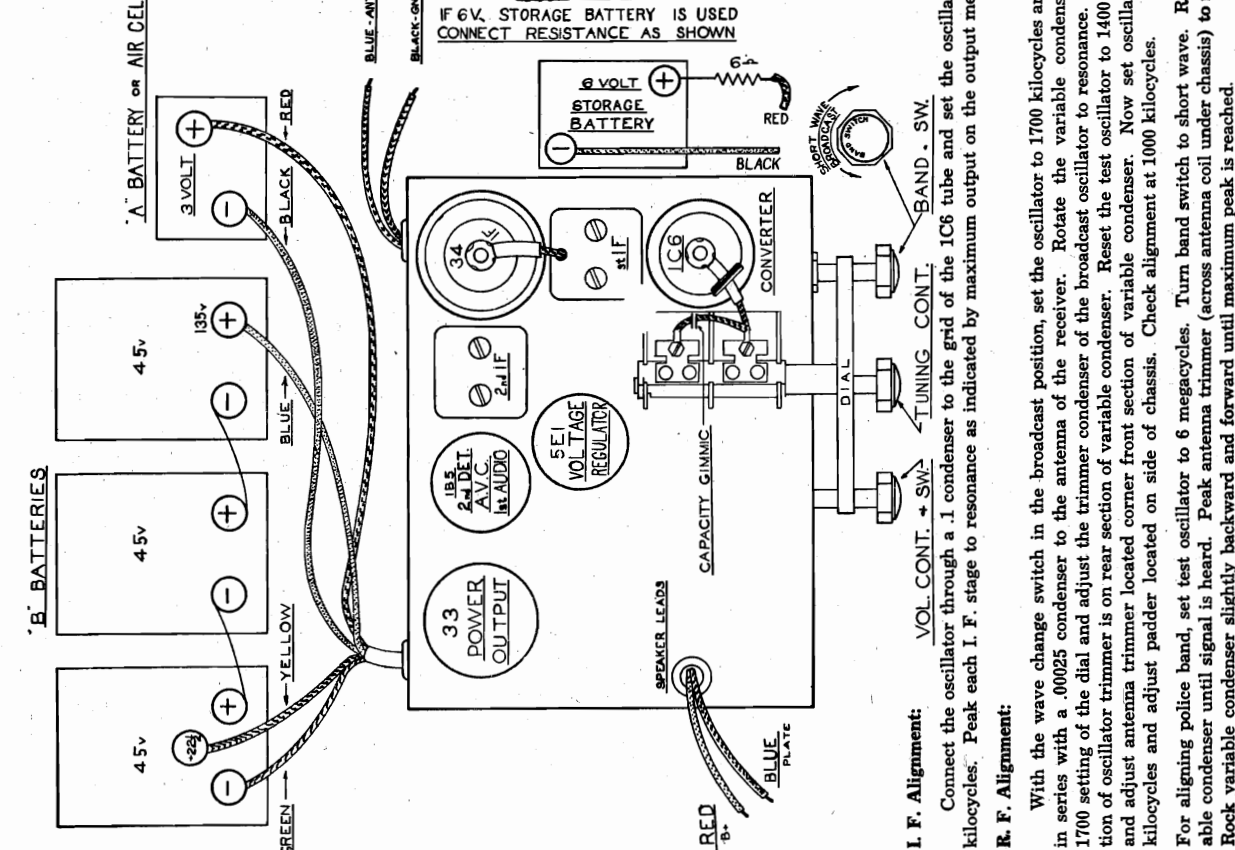 "B" BATTERIES
45v
45v
45v
-22½
135v
GREEN
YELLOW
BLUE
BLACK
RED
"A" BATTERY OR AIR CEL
3 VOLT
BLUE-AN
BLACK-GN
IF 6V. STORAGE BATTERY IS USED
CONNECT RESISTANCE AS SHOWN
6 VOLT
STORAGE
BATTERY
6
RED
BLACK
SHORT WAVE
BROADCAST
BAND SWITCH
33
POWER
OUTPUT
1B5
2nd DET.
A.V.C.
1st AUDIO
2nd IF
34
1st IF
5E1
VOLTAGE
REGULATOR
1C6
CONVERTER
CAPACITY GIMMIC
DIAL
SPEAKER LEADS
RED
B+
BLUE
PLATE
VOL. CONT. + SW.
TUNING CONT.
BAND. SW.
I. F. Alignment:
Connect the oscillator through a .1 condenser to the grid of the 1C6 tube and set the oscilla
kilocycles. Peak each I. F. stage to resonance as indicated by maximum output on the output me
R. F. Alignment:
With the wave change switch in the broadcast position, set the oscillator to 1700 kilocycles an
in series with a .00025 condenser to the antenna of the receiver. Rotate the variable condens
1700 setting of the dial and adjust the trimmer condenser of the broadcast oscillator to resonance.
tion of oscillator trimmer is on rear section of variable condenser. Reset the test oscillator to 1400
and adjust antenna trimmer located corner front section of variable condenser. Now set oscilla
kilocycles and adjust padder located on side of chassis. Check alignment at 1000 kilocycles.
For aligning police band, set test oscillator to 6 megacycles. Turn band switch to short wave. R
able condenser until signal is heard. Peak antenna trimmer (across antenna coil under chassis) to
Rock variable condenser slightly backward and forward until maximum peak is reached.